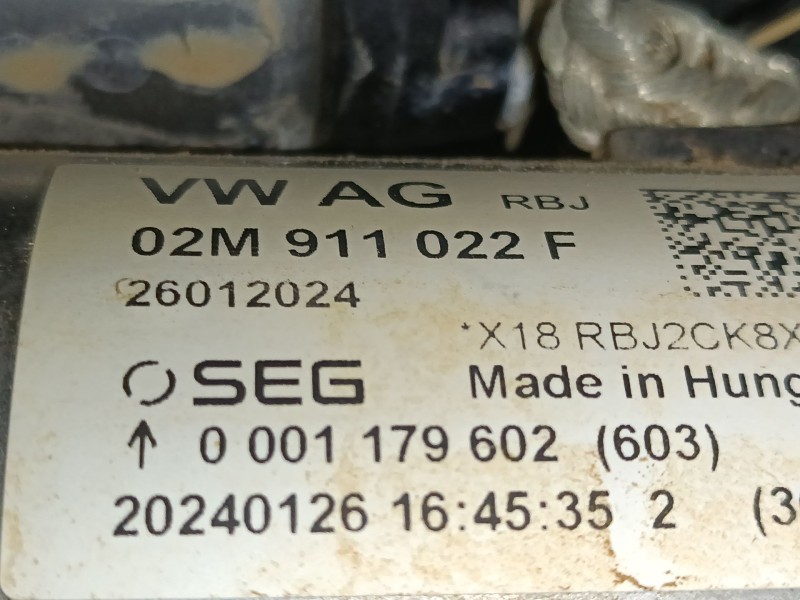 VW AG RBJ
02M 911 022 F
26012024
*X18 RBJ2CK8X
SEG Made in Hung
↑ 0 001 179 602 (603)
20240126 16:45:35 2 (3